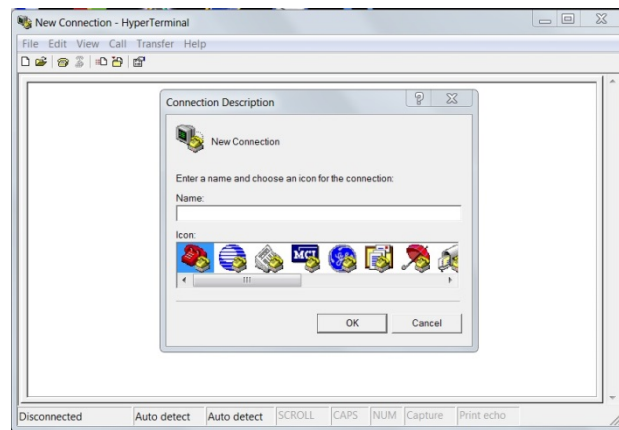 New Connection - HyperTerminal
File Edit View Call Transfer Help
Connection Description
New Connection
Enter a name and choose an icon for the connection:
Name:
Icon:
MCI
OK Cancel
Disconnected Auto detect Auto detect SCROLL CAPS NUM Capture Print echo